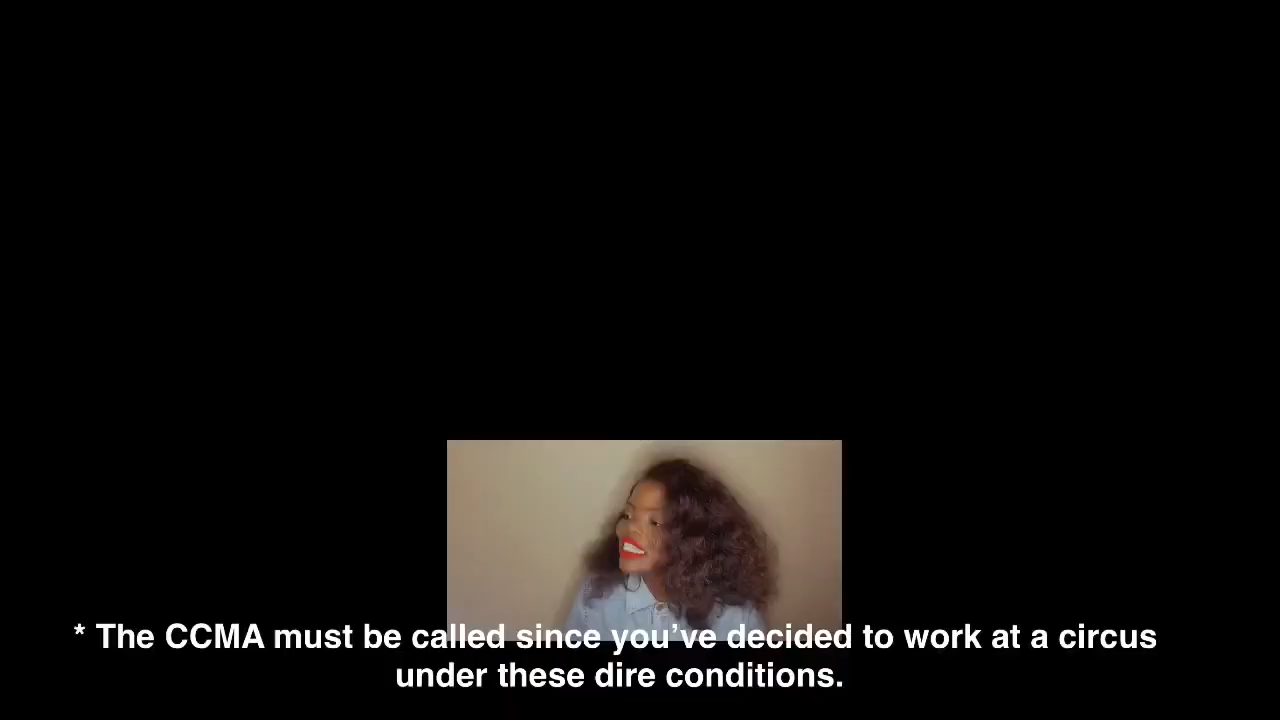 * The CCMA must be called since you’ve decided to work at a circus
under these dire conditions.